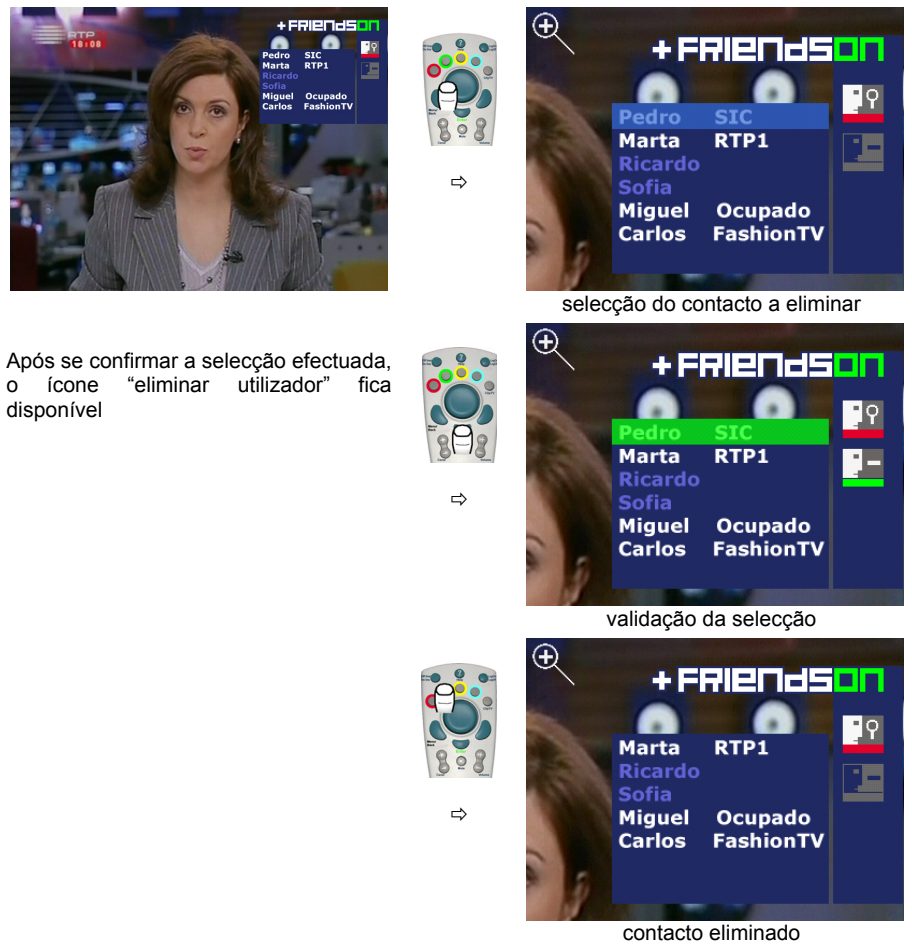 RTP
18:08
+FRIEndSON
Pedro SIC
Marta RTP1
Ricardo
Sofia
Miguel Ocupado
Carlos FashionTV
⇨
+FRIEndSON
Pedro SIC
Marta RTP1
Ricardo
Sofia
Miguel Ocupado
Carlos FashionTV
selecção do contacto a eliminar
Após se confirmar a selecção efectuada,
o ícone “eliminar utilizador” fica
disponível
⇨
+FRIEndSON
Pedro SIC
Marta RTP1
Ricardo
Sofia
Miguel Ocupado
Carlos FashionTV
validação da selecção
⇨
+FRIEndSON
Marta RTP1
Ricardo
Sofia
Miguel Ocupado
Carlos FashionTV
contacto eliminado